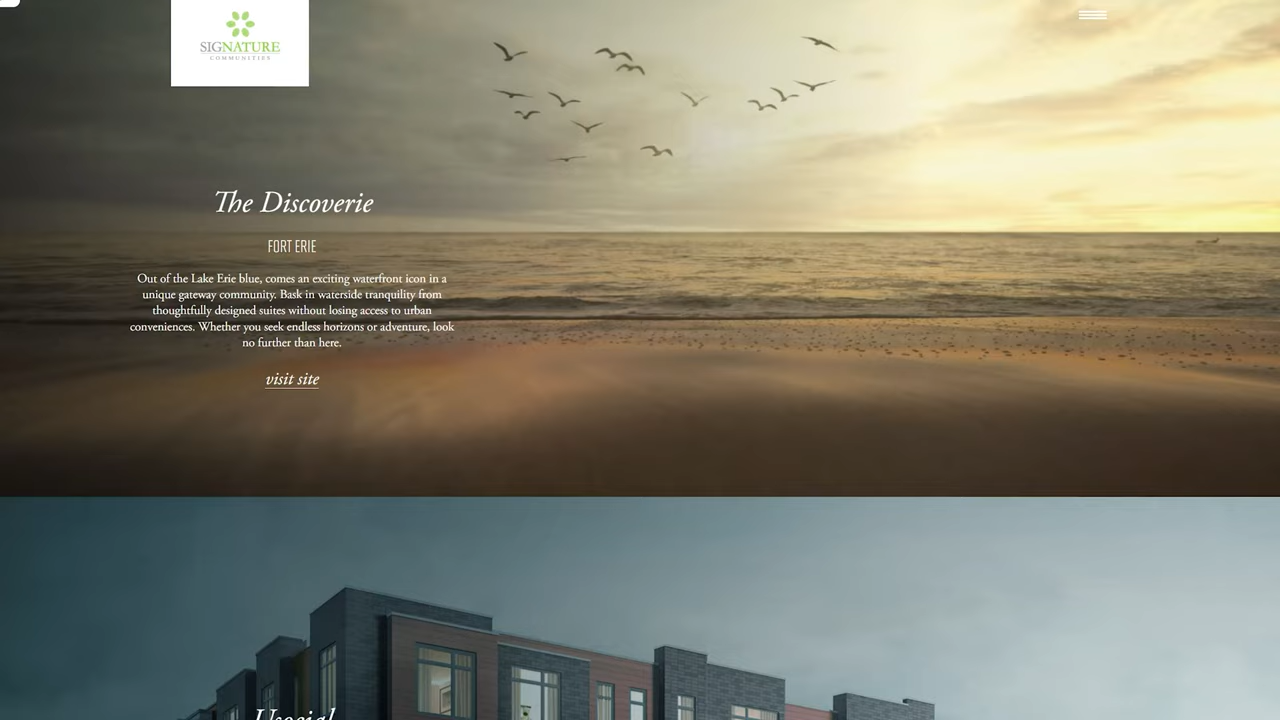 SIGNATURE
COMMUNITIES
The Discoverie
FORT ERIE
Out of the Lake Erie blue, comes an exciting waterfront icon in a
unique gateway community. Bask in waterside tranquility from
thoughtfully designed suites without losing access to urban
conveniences. Whether you seek endless horizons or adventure, look
no further than here.
visit site